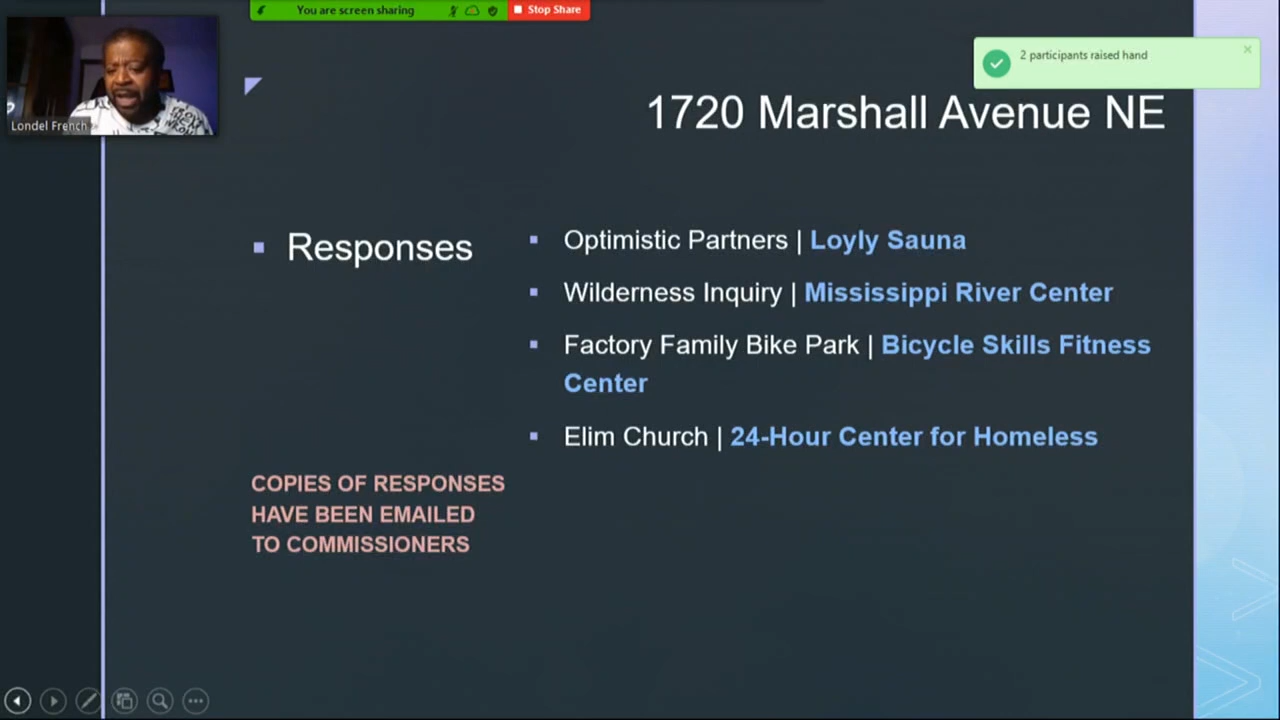 You are screen sharing
Stop Share
2 participants raised hand
Londel French
1720 Marshall Avenue NE
Responses
Optimistic Partners | Loyly Sauna
Wilderness Inquiry | Mississippi River Center
Factory Family Bike Park | Bicycle Skills Fitness
Center
Elim Church | 24-Hour Center for Homeless
COPIES OF RESPONSES
HAVE BEEN EMAILED
TO COMMISSIONERS